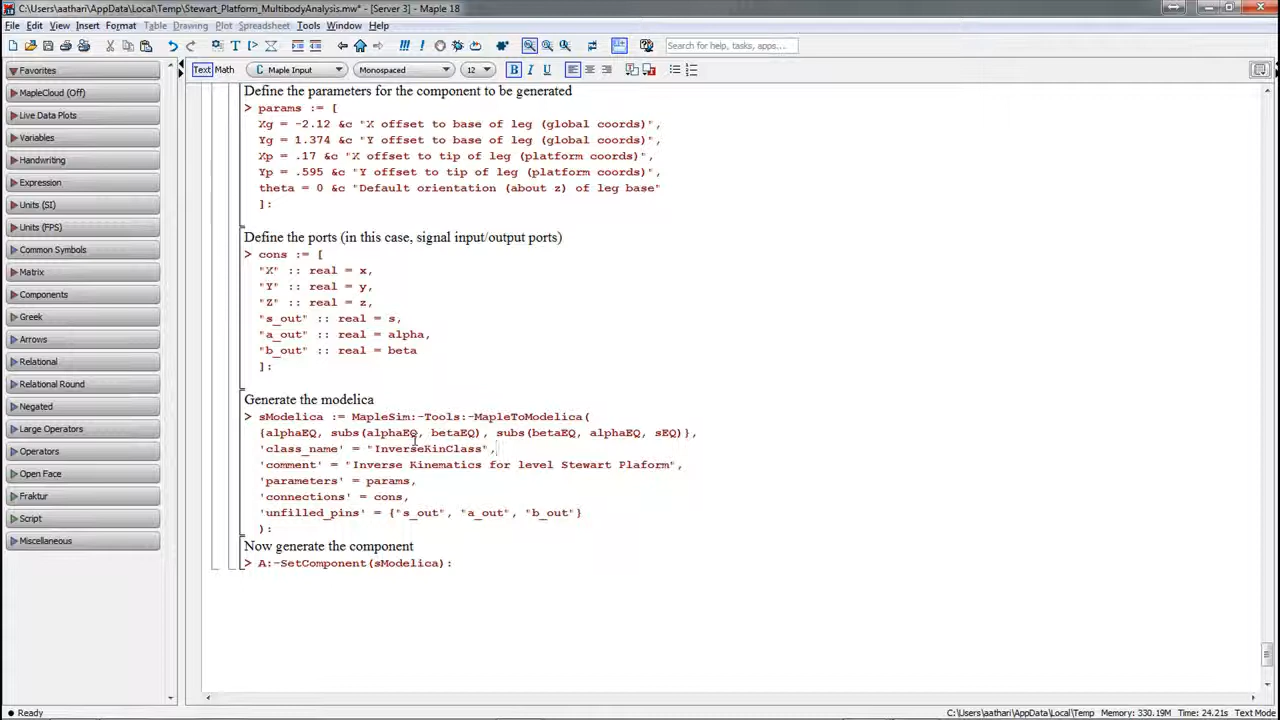 C:\Users\aathari\AppData\Local\Temp\Stewart_Platform_MultibodyAnalysis.mw* - [Server 3] - Maple 18
File Edit View Insert Format Table Drawing Plot Spreadsheet Tools Window Help
Search for help, tasks, apps...
Text Math C Maple Input Monospaced 12 B I U
Favorites
MapleCloud (Off)
Live Data Plots
Variables
Handwriting
Expression
Units (SI)
Units (FPS)
Common Symbols
Matrix
Components
Greek
Arrows
Relational
Relational Round
Negated
Large Operators
Operators
Open Face
Fraktur
Script
Miscellaneous
Define the parameters for the component to be generated
> params := [
Xg = -2.12 &c "X offset to base of leg (global coords)",
Yg = 1.374 &c "Y offset to base of leg (global coords)",
Xp = .17 &c "X offset to tip of leg (platform coords)",
Yp = .595 &c "Y offset to tip of leg (platform coords)",
theta = 0 &c "Default orientation (about z) of leg base"
]:
Define the ports (in this case, signal input/output ports)
> cons := [
"X" :: real = x,
"Y" :: real = y,
"Z" :: real = z,
"s_out" :: real = s,
"a_out" :: real = alpha,
"b_out" :: real = beta
]:
Generate the modelica
> sModelica := MapleSim:-Tools:-MapleToModelica(
{alphaEQ, subs(alphaEQ, betaEQ), subs(betaEQ, alphaEQ, sEQ)},
'class_name' = "InverseKinClass",
'comment' = "Inverse Kinematics for level Stewart Plaform",
'parameters' = params,
'connections' = cons,
'unfilled_pins' = {"s_out", "a_out", "b_out"}
):
Now generate the component
> A:-SetComponent(sModelica):
Ready
C:\Users\aathari\AppData\Local\Temp Memory: 330.19M Time: 24.21s Text Mode